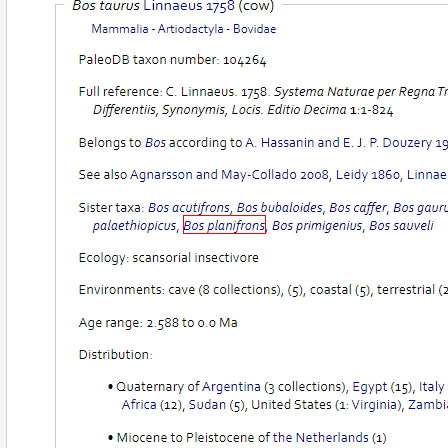 Bos taurus Linnaeus 1758 (cow)
Mammalia - Artiodactyla - Bovidae
PaleoDB taxon number: 104264
Full reference: C. Linnaeus. 1758. Systema Naturae per Regna Tr
Differentiis, Synonymis, Locis. Editio Decima 1:1-824
Belongs to Bos according to A. Hassanin and E. J. P. Douzery 19
See also Agnarsson and May-Collado 2008, Leidy 1860, Linnae
Sister taxa: Bos acutifrons, Bos bubaloides, Bos caffer, Bos gauru
palaethiopicus, Bos planifrons, Bos primigenius, Bos sauveli
Ecology: scansorial insectivore
Environments: cave (8 collections), (5), coastal (5), terrestrial (2
Age range: 2.588 to 0.0 Ma
Distribution:
• Quaternary of Argentina (3 collections), Egypt (15), Italy
Africa (12), Sudan (5), United States (1: Virginia), Zambi
• Miocene to Pleistocene of the Netherlands (1)